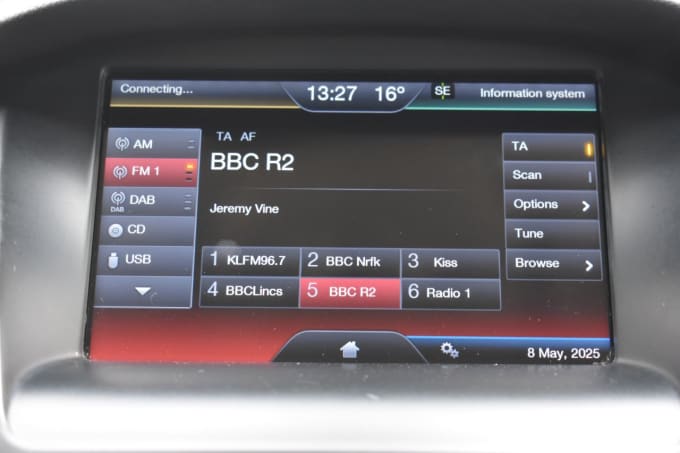 Connecting...
13:27 16°
SE
Information system
AM
FM 1
DAB
DAB
CD
USB
TA AF
BBC R2
Jeremy Vine
1 KLFM96.7
2 BBC Nrfk
3 Kiss
4 BBCLincs
5 BBC R2
6 Radio 1
TA
Scan
Options
Tune
Browse
8 May, 2025